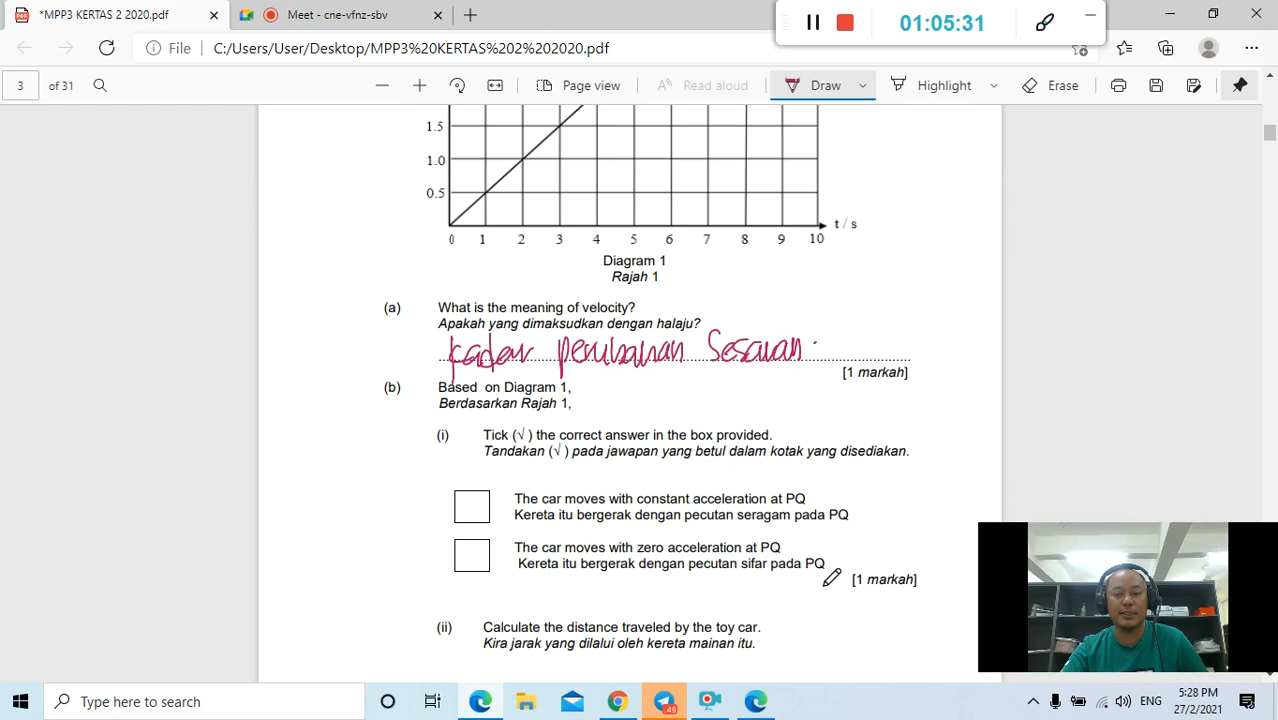 *MPP3 KERTAS 2 2020.pdf
Meet - cne-vfnz-sbv
01:05:31
File C:/Users/User/Desktop/MPP3%20KERTAS%202%202020.pdf
3 of 31
Page view
Read aloud
Draw
Highlight
Erase
1.5
1.0
0.5
t / s
0 1 2 3 4 5 6 7 8 9 10
Diagram 1
Rajah 1
(a) What is the meaning of velocity?
Apakah yang dimaksudkan dengan halaju?
kadar perubahan Sesaran.
[1 markah]
(b) Based on Diagram 1,
Berdasarkan Rajah 1,
(i) Tick (√ ) the correct answer in the box provided.
Tandakan (√ ) pada jawapan yang betul dalam kotak yang disediakan.
The car moves with constant acceleration at PQ
Kereta itu bergerak dengan pecutan seragam pada PQ
The car moves with zero acceleration at PQ
Kereta itu bergerak dengan pecutan sifar pada PQ
[1 markah]
(ii) Calculate the distance traveled by the toy car.
Kira jarak yang dilalui oleh kereta mainan itu.
Type here to search
ENG
5:28 PM
27/2/2021